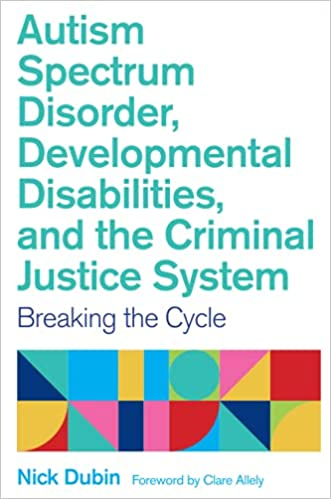 Autism
Spectrum
Disorder,
Developmental
Disabilities,
and the Criminal
Justice System
Breaking the Cycle
Nick Dubin Foreword by Clare Allely